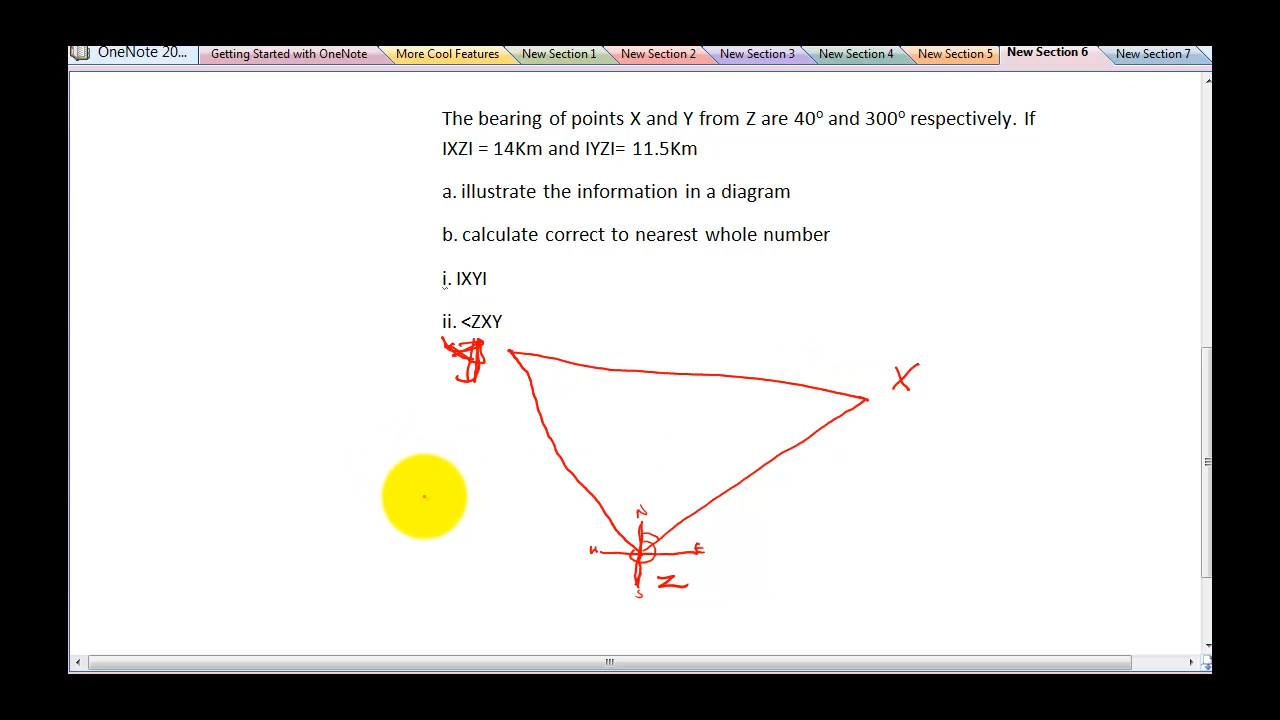 OneNote 20...
Getting Started with OneNote
More Cool Features
New Section 1
New Section 2
New Section 3
New Section 4
New Section 5
New Section 6
New Section 7
The bearing of points X and Y from Z are 40⁰ and 300⁰ respectively. If
IXZI = 14Km and IYZI= 11.5Km
a. illustrate the information in a diagram
b. calculate correct to nearest whole number
i. IXYI
ii. <ZXY
X
N
E
Z
S